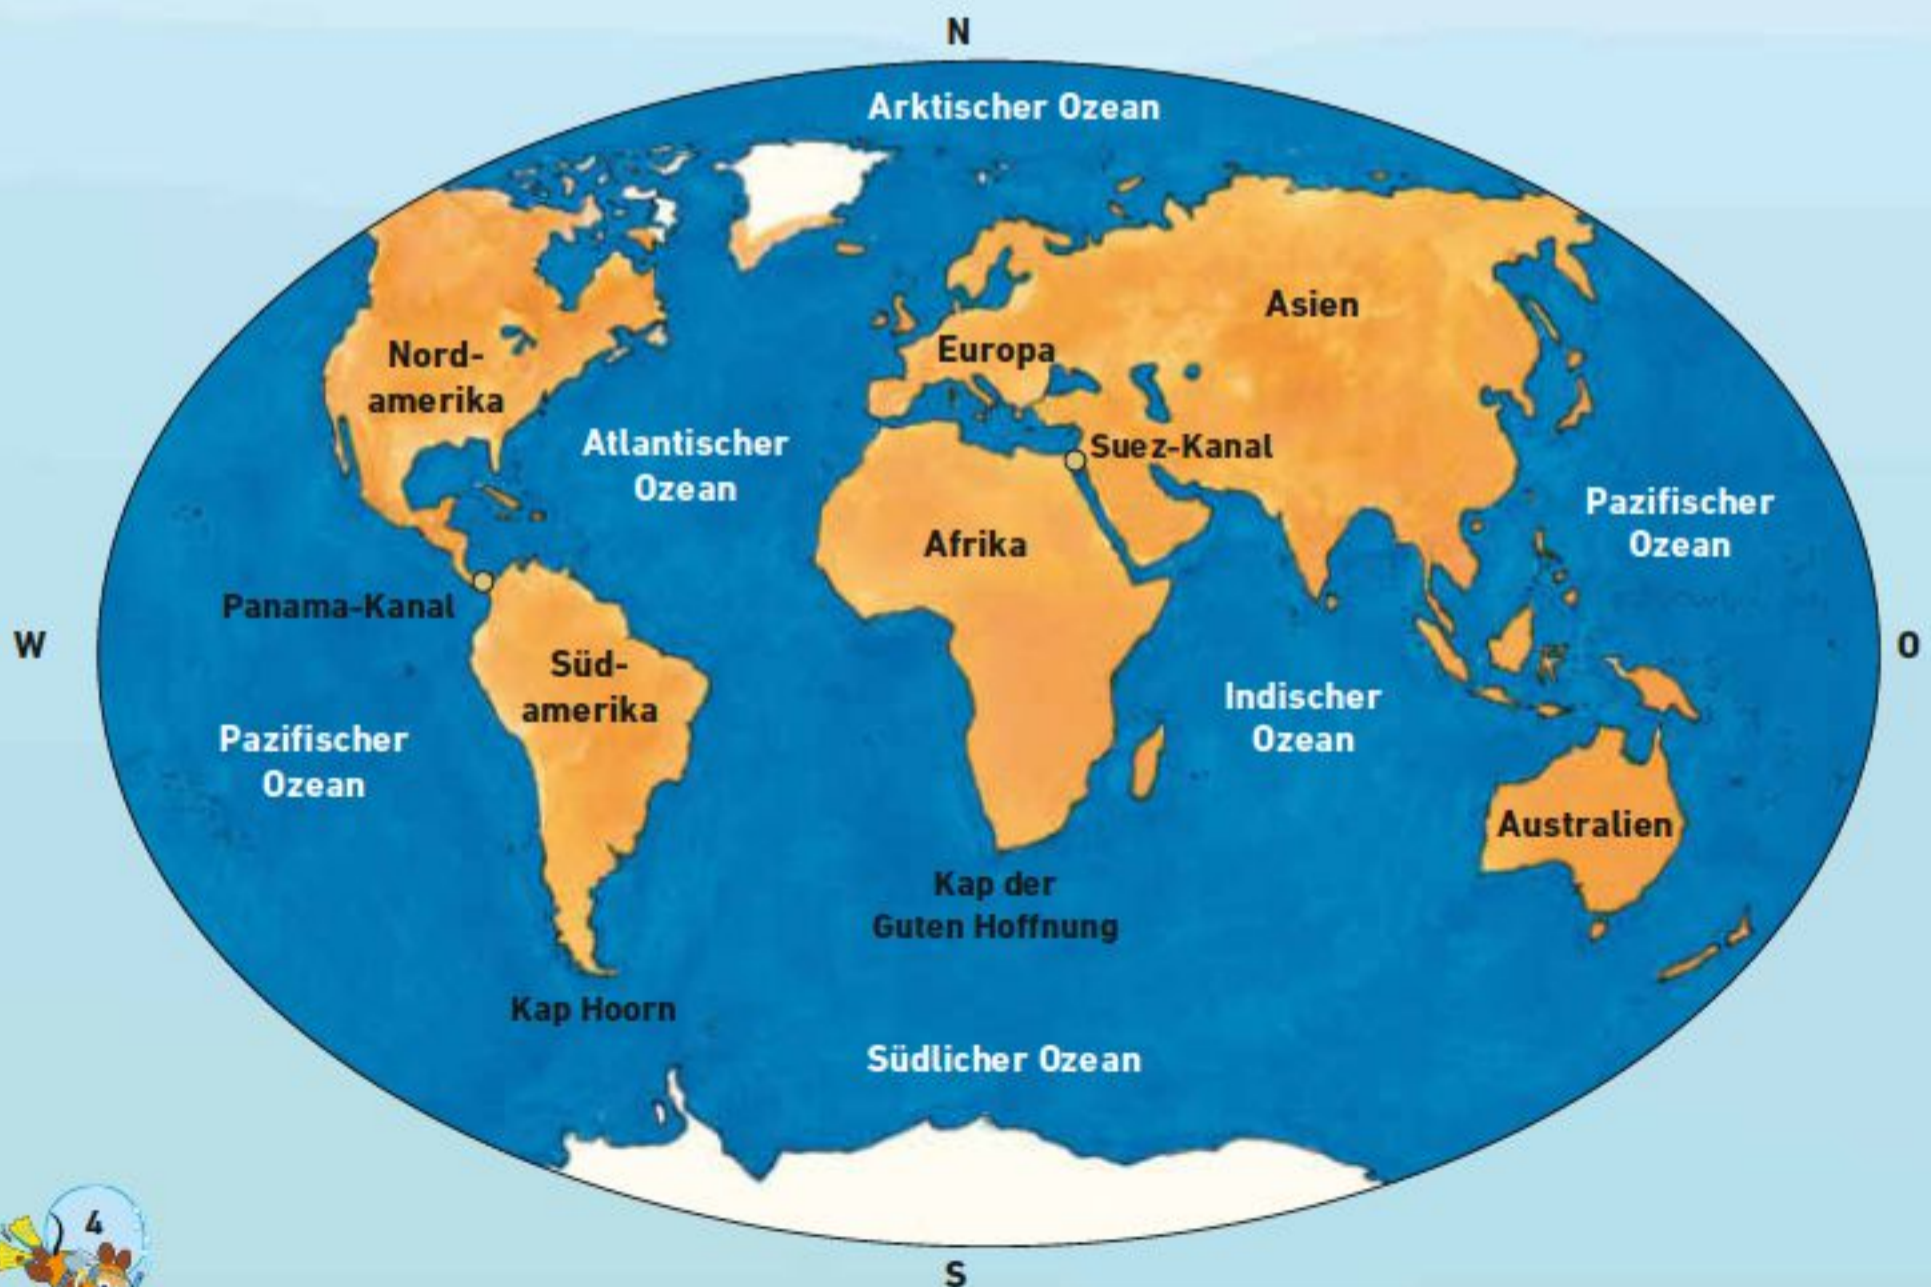 N
Arktischer Ozean
Asien
Nord-
amerika
Europa
Atlantischer
Ozean
Suez-Kanal
Pazifischer
Ozean
Afrika
Panama-Kanal
W
O
Süd-
amerika
Indischer
Ozean
Pazifischer
Ozean
Australien
Kap der
Guten Hoffnung
Kap Hoorn
Südlicher Ozean
4
S